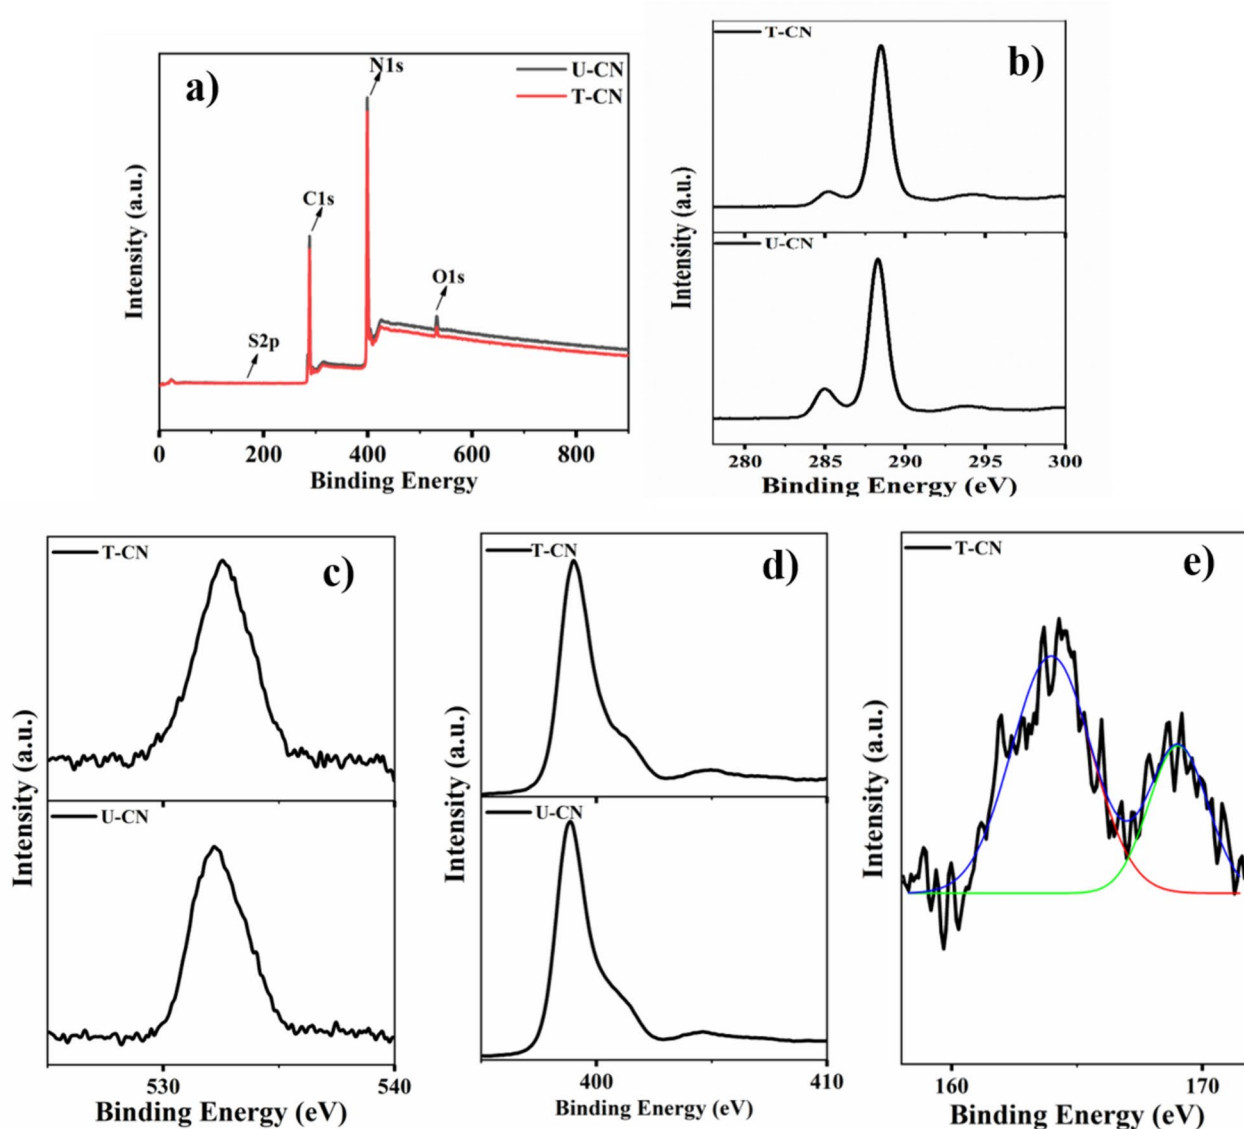 a)
N1s
U-CN
T-CN
C1s
O1s
S2p
Intensity (a.u.)
0 200 400 600 800
Binding Energy
T-CN
b)
U-CN
Intensity (a.u.)
280 285 290 295 300
Binding Energy (eV)
T-CN
c)
U-CN
Intensity (a.u.)
530 540
Binding Energy (eV)
T-CN
d)
U-CN
Intensity (a.u.)
400 410
Binding Energy (eV)
T-CN
e)
Intensity (a.u.)
160 170
Binding Energy (eV)